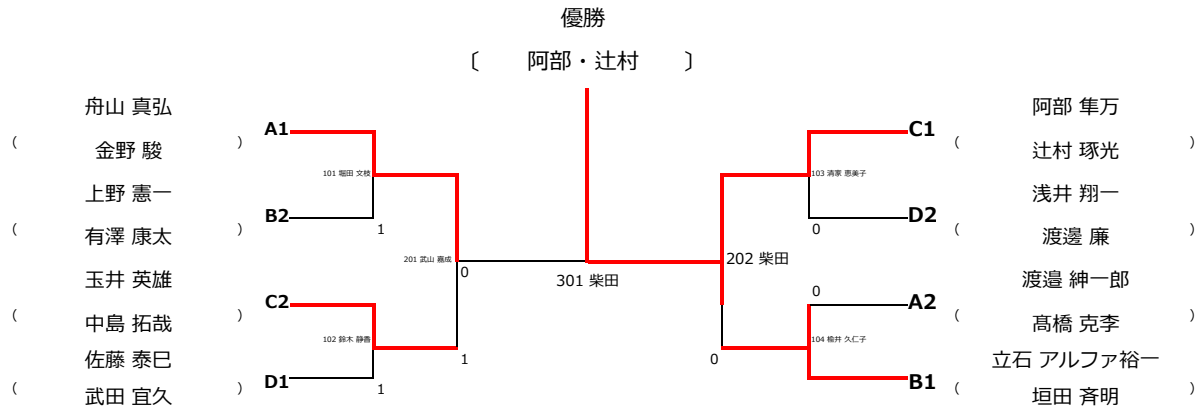 優勝
〔 阿部・辻村 〕
舟山 真弘
( ) A1
金野 駿
101 堀田 文枝
上野 憲一
( ) B2
有澤 康太
1
201 武山 嘉成
0
玉井 英雄
( ) C2
中島 拓哉
102 鈴木 静香
1
佐藤 泰巳
( ) D1
武田 宜久
1
301 柴田
202 柴田
阿部 隼万
C1 ( )
辻村 琢光
103 清家 恵美子
浅井 翔一
D2 ( )
渡邊 廉
0
渡邉 紳一郎
0
A2 ( )
髙橋 克李
104 楡井 久仁子
0
立石 アルファ裕一
B1 ( )
垣田 斉明